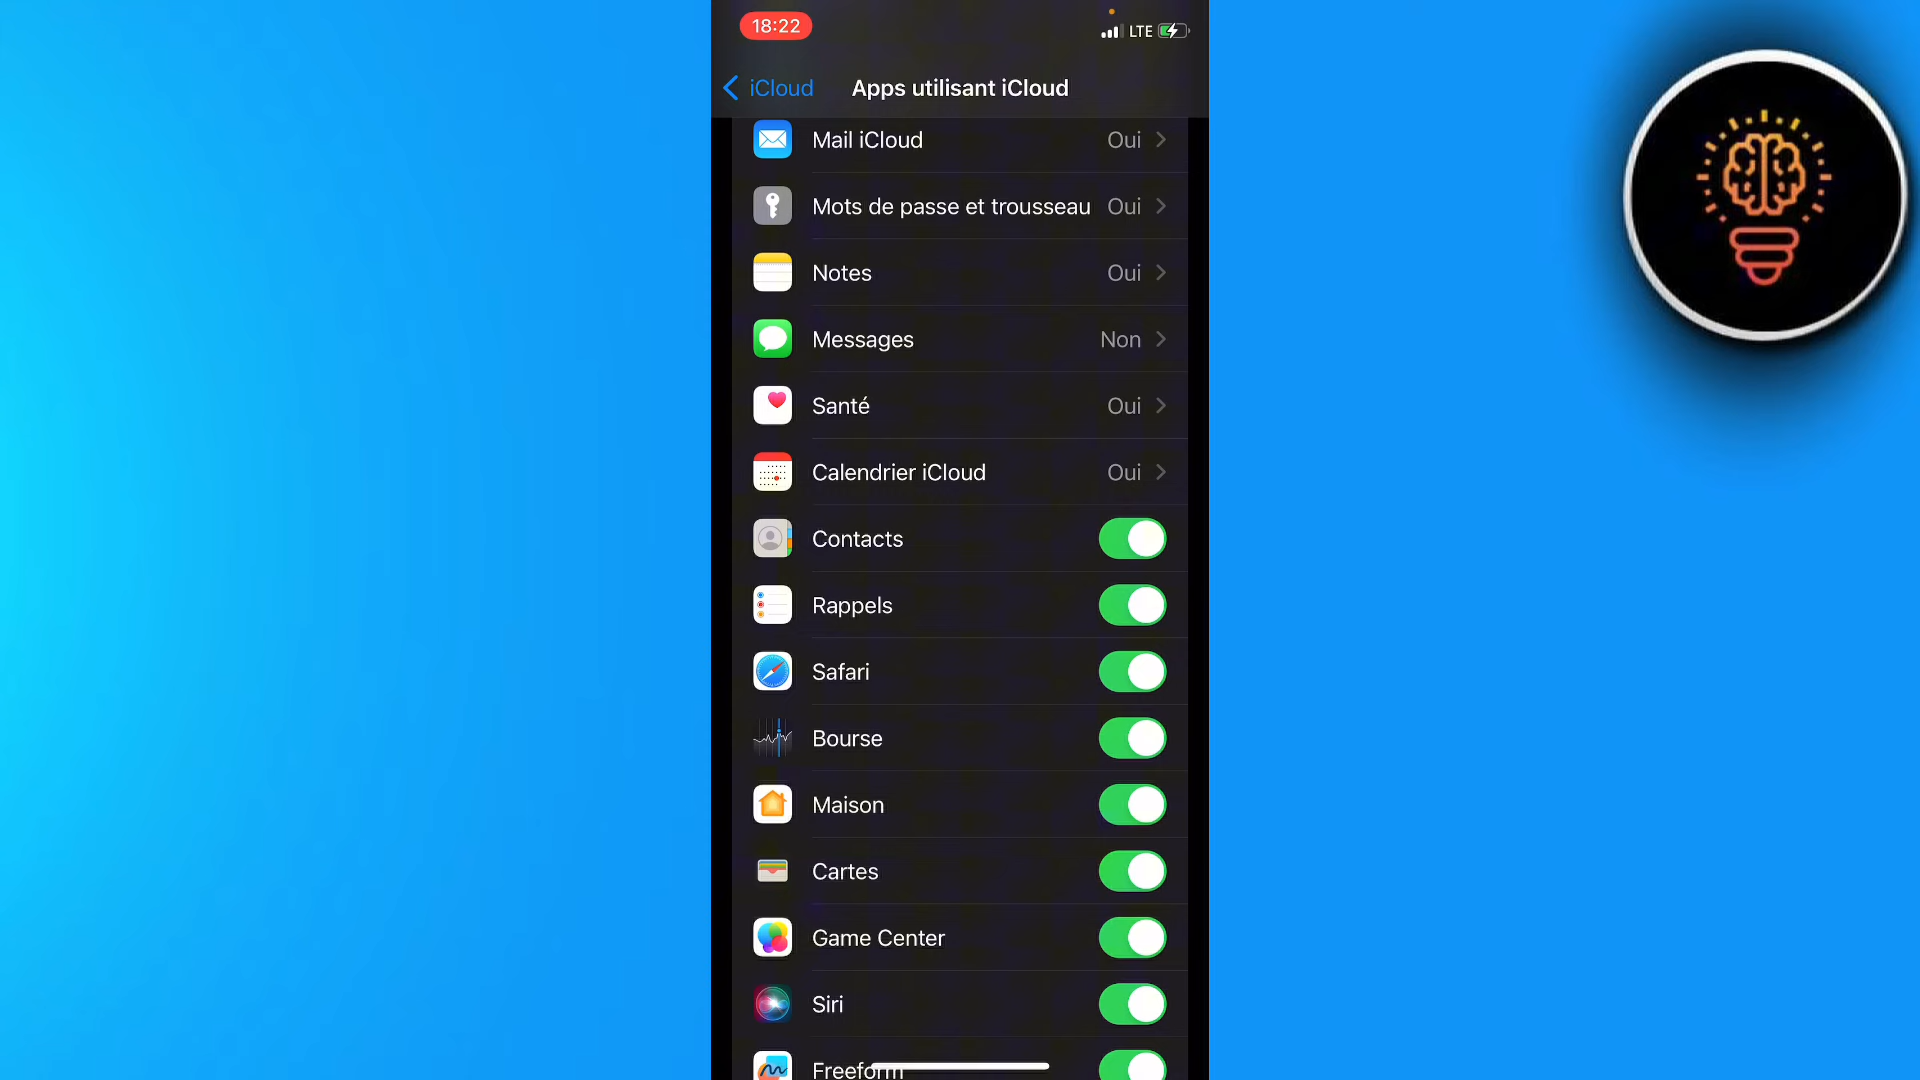 18:22
LTE
iCloud
Apps utilisant iCloud
Mail iCloud Oui
Mots de passe et trousseau Oui
Notes Oui
Messages Non
Santé Oui
Calendrier iCloud Oui
Contacts
Rappels
Safari
Bourse
Maison
Cartes
Game Center
Siri
Freeform